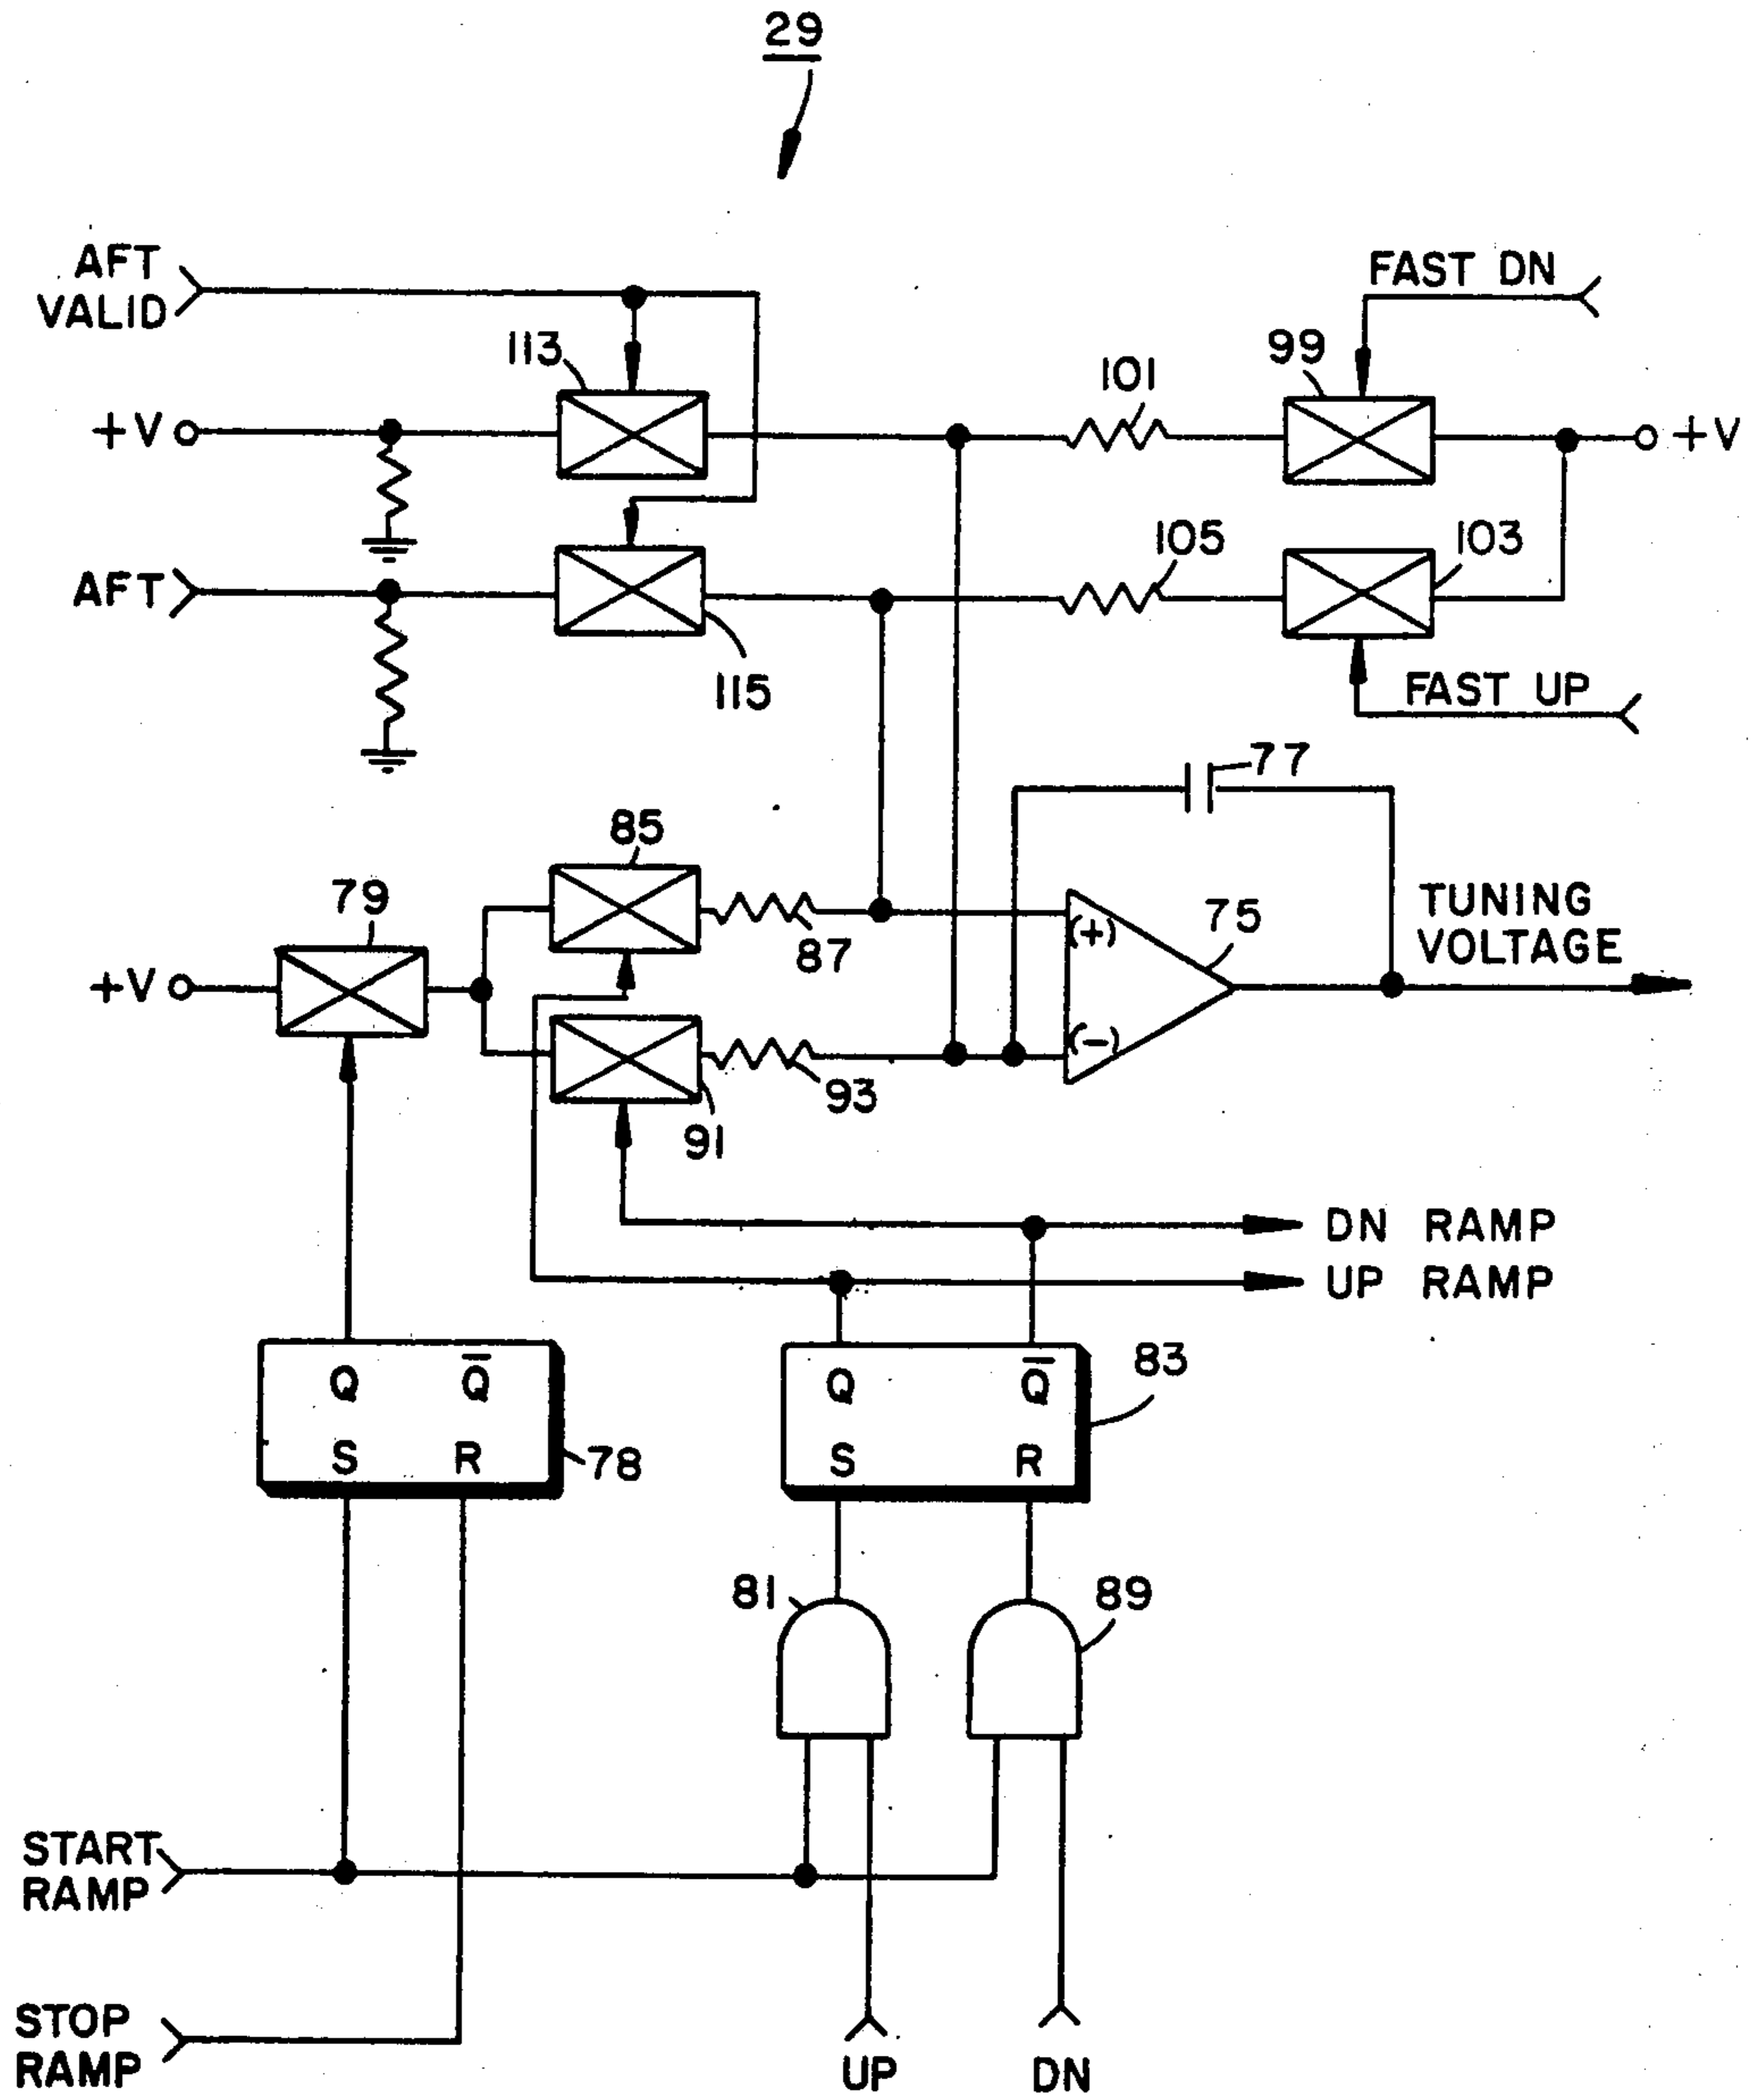 29
AFT
VALID
FAST DN
113
101
99
+V
+V
105
103
AFT
115
FAST UP
77
85
79
87
(+)
75
TUNING
VOLTAGE
+V
(-)
93
91
DN RAMP
UP RAMP
Q Q̅
S R
78
Q Q̅
S R
83
81
89
START
RAMP
STOP
RAMP
UP
DN